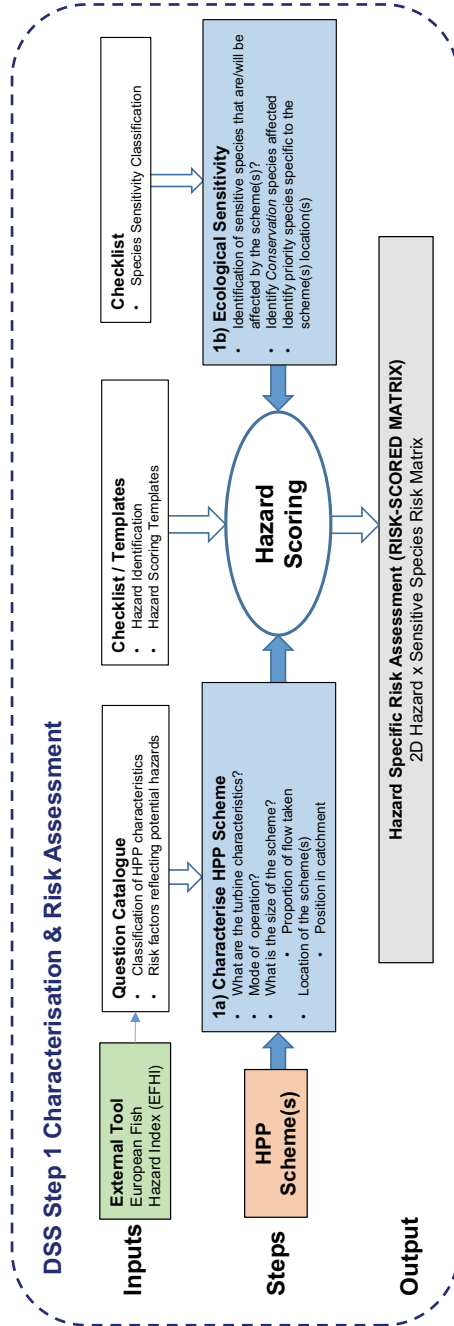 DSS Step 1 Characterisation & Risk Assessment
Inputs
External Tool
European Fish
Hazard Index (EFHI)
Question Catalogue
• Classification of HPP characteristics
• Risk factors reflecting potential hazards
Checklist / Templates
• Hazard Identification
• Hazard Scoring Templates
Checklist
• Species Sensitivity Classification
Steps
HPP
Scheme(s)
1a) Characterise HPP Scheme
• What are the turbine characteristics?
• Mode of operation?
• What is the size of the scheme?
• Proportion of flow taken
• Location of the scheme(s)
• Position in catchment
Hazard
Scoring
1b) Ecological Sensitivity
• Identification of sensitive species that are/will be
affected by the scheme(s)?
• Identify Conservation species affected
• Identify priority species specific to the
scheme(s) location(s)
Output
Hazard Specific Risk Assessment (RISK-SCORED MATRIX)
2D Hazard x Sensitive Species Risk Matrix